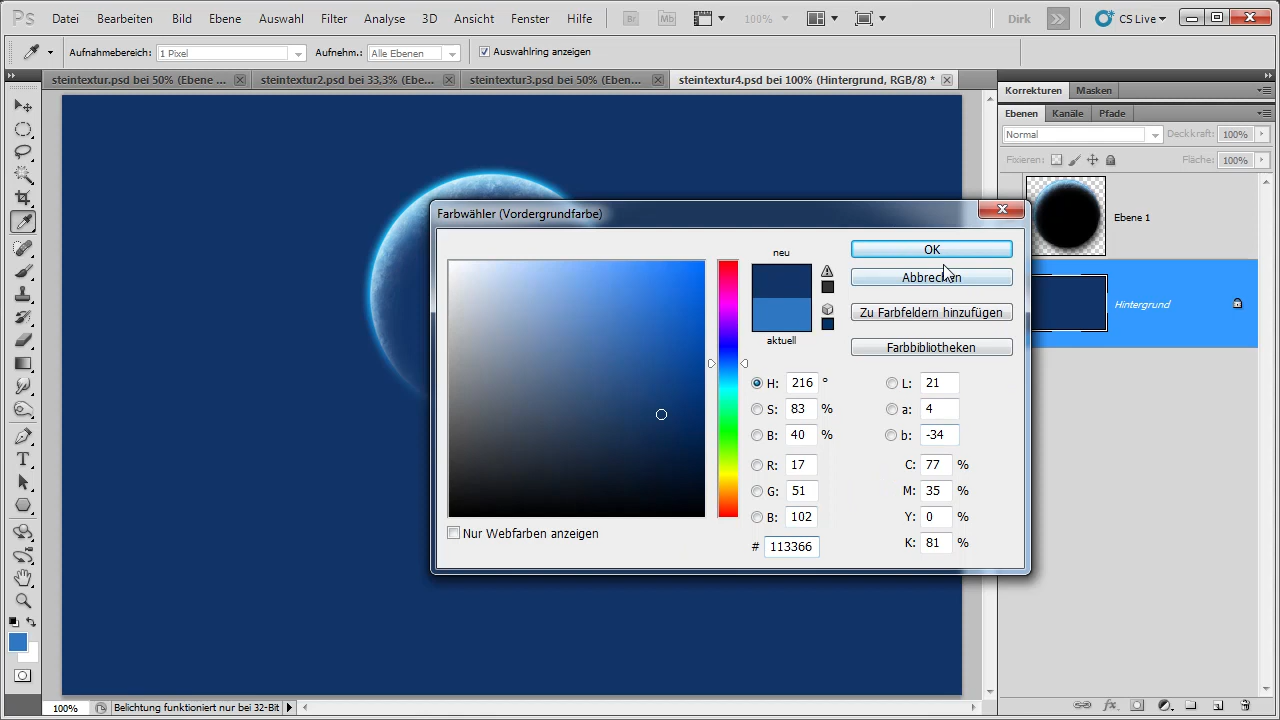 Ps Datei Bearbeiten Bild Ebene Auswahl Filter Analyse 3D Ansicht Fenster Hilfe Br Mb 100% Dirk CS Live
Aufnahmebereich: 1 Pixel Aufnehm.: Alle Ebenen Auswahlring anzeigen
steintextur.psd bei 50% (Ebene ... steintextur2.psd bei 33,3% (Ebe... steintextur3.psd bei 50% (Eben... steintextur4.psd bei 100% (Hintergrund, RGB/8) *
Korrekturen Masken
Ebenen Kanäle Pfade
Normal Deckkraft: 100%
Fixieren: Fläche: 100%
Ebene 1
Hintergrund
Farbwähler (Vordergrundfarbe)
neu
aktuell
OK
Abbrechen
Zu Farbfeldern hinzufügen
Farbbibliotheken
H: 216 ° L: 21
S: 83 % a: 4
B: 40 % b: -34
R: 17 C: 77 %
G: 51 M: 35 %
B: 102 Y: 0 %
# 113366 K: 81 %
Nur Webfarben anzeigen
T
fx
100% Belichtung funktioniert nur bei 32-Bit